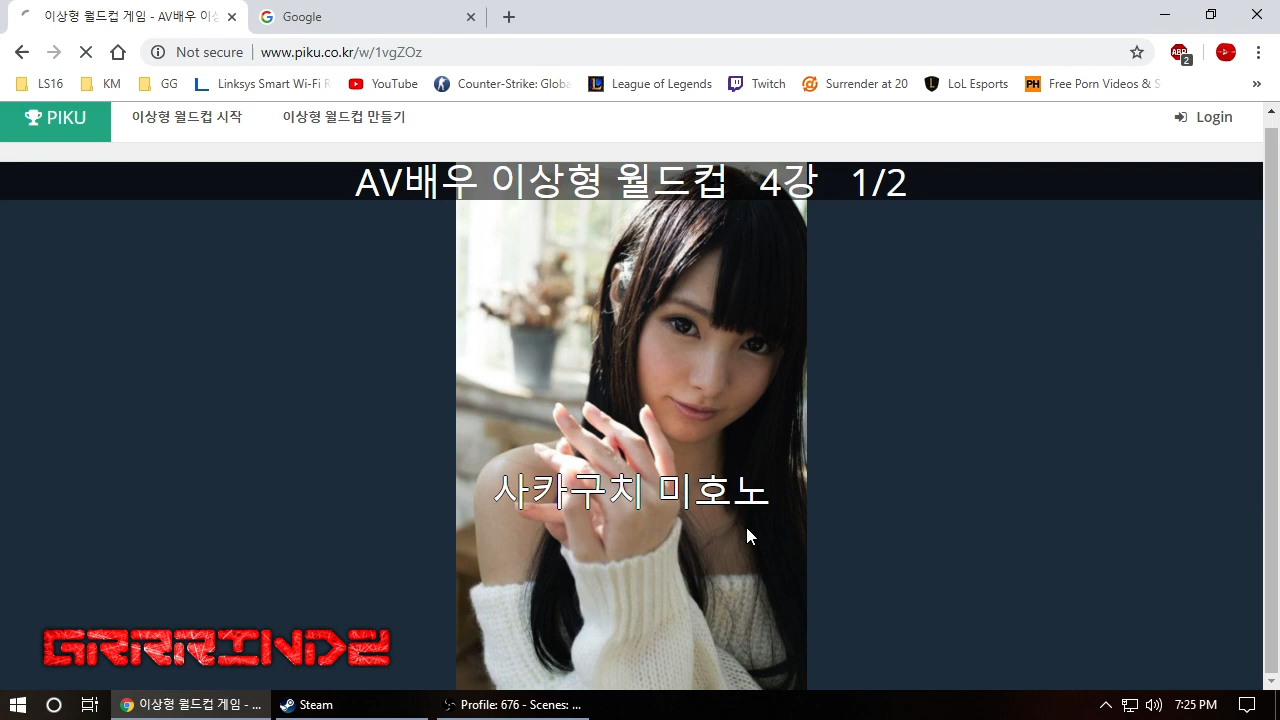 이상형 월드컵 게임 - AV배우 이상
Google
Not secure
www.piku.co.kr/w/1vgZOz
ABP
2
LS16
KM
GG
Linksys Smart Wi-Fi R
YouTube
Counter-Strike: Globa
League of Legends
Twitch
Surrender at 20
LoL Esports
PH
Free Porn Videos & S
PIKU
이상형 월드컵 시작
이상형 월드컵 만들기
Login
AV배우 이상형 월드컵 4강 1/2
사카구치 미호노
GRRRINDY
이상형 월드컵 게임 - ...
Steam
Profile: 676 - Scenes: ...
7:25 PM